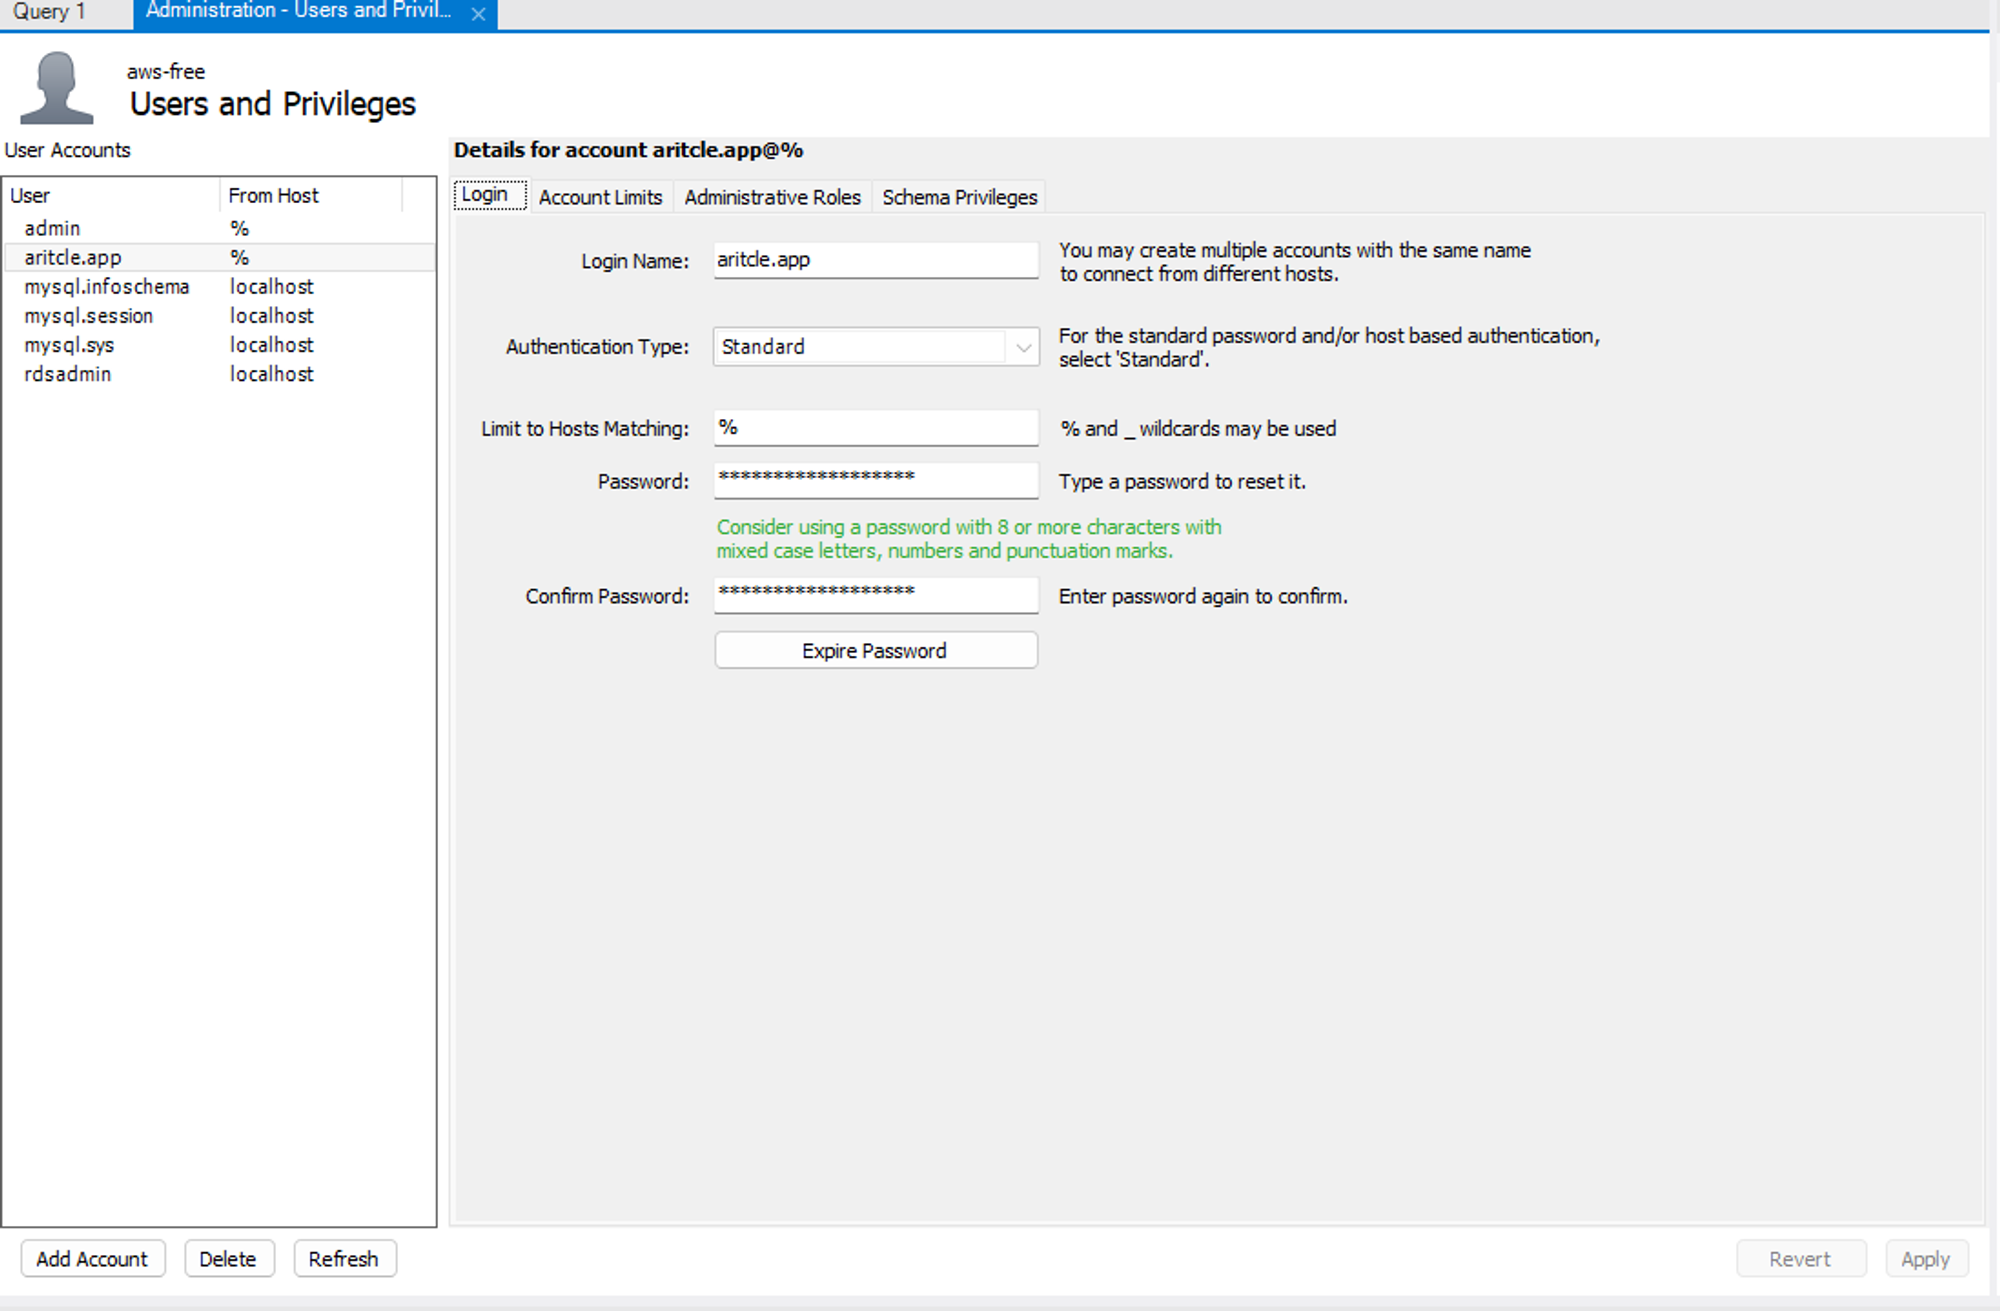 Query 1
Administration - Users and Privil...
aws-free
Users and Privileges
User Accounts
User From Host
admin %
aritcle.app %
mysql.infoschema localhost
mysql.session localhost
mysql.sys localhost
rdsadmin localhost
Details for account aritcle.app@%
Login Account Limits Administrative Roles Schema Privileges
Login Name: aritcle.app You may create multiple accounts with the same name
to connect from different hosts.
Authentication Type: Standard For the standard password and/or host based authentication,
select 'Standard'.
Limit to Hosts Matching: % % and _ wildcards may be used
Password: ****************** Type a password to reset it.
Consider using a password with 8 or more characters with
mixed case letters, numbers and punctuation marks.
Confirm Password: ****************** Enter password again to confirm.
Expire Password
Add Account Delete Refresh Revert Apply